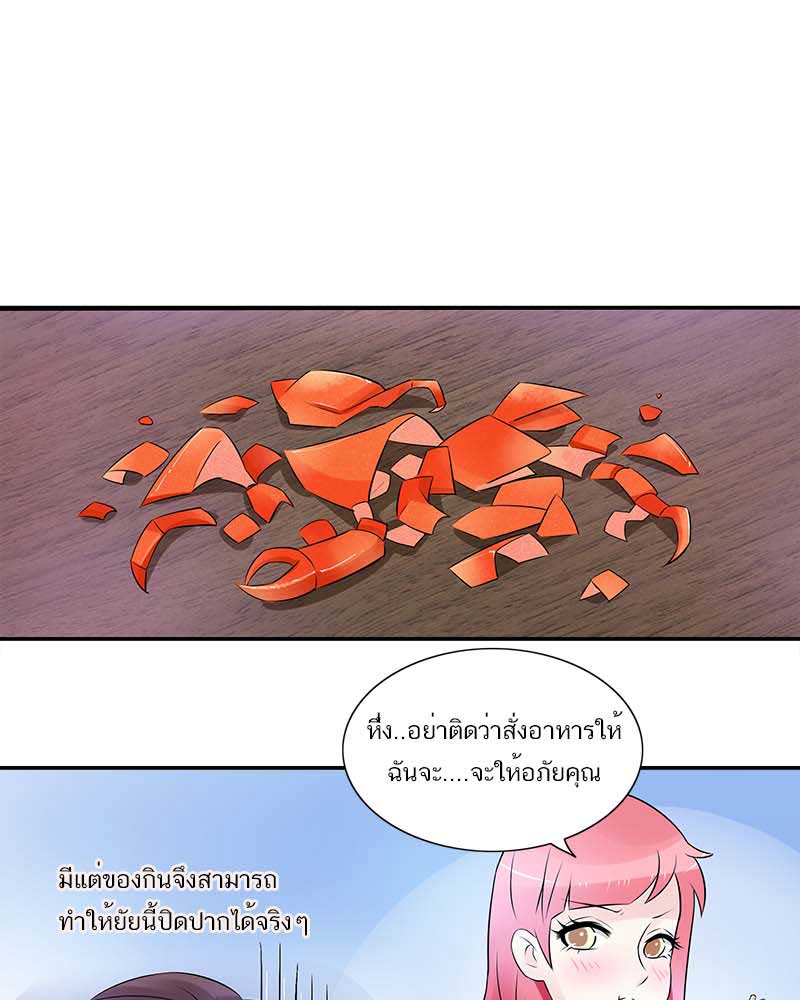 หึ่ง..อย่าติดว่าสั่งอาหารให้
ฉันจะ....จะให้อภัยคุณ
มีแต่ของกินจึงสามารถ
ทำให้ยัยนี้ปิดปากได้จริงๆ